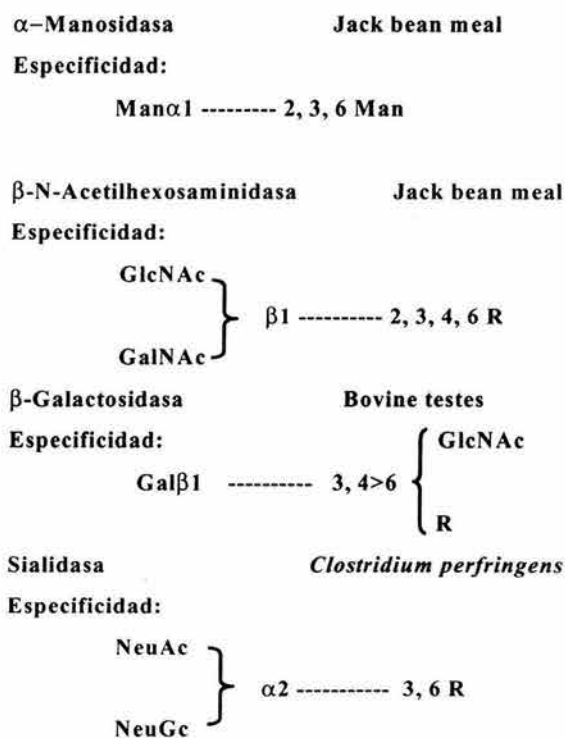 α–Manosidasa Jack bean meal
Especificidad:
Manα1 --------- 2, 3, 6 Man
β-N-Acetilhexosaminidasa Jack bean meal
Especificidad:
GlcNAc
β1 ---------- 2, 3, 4, 6 R
GalNAc
β-Galactosidasa Bovine testes
Especificidad:
GlcNAc
Galβ1 ---------- 3, 4>6
R
Sialidasa Clostridium perfringens
Especificidad:
NeuAc
α2 ----------- 3, 6 R
NeuGc